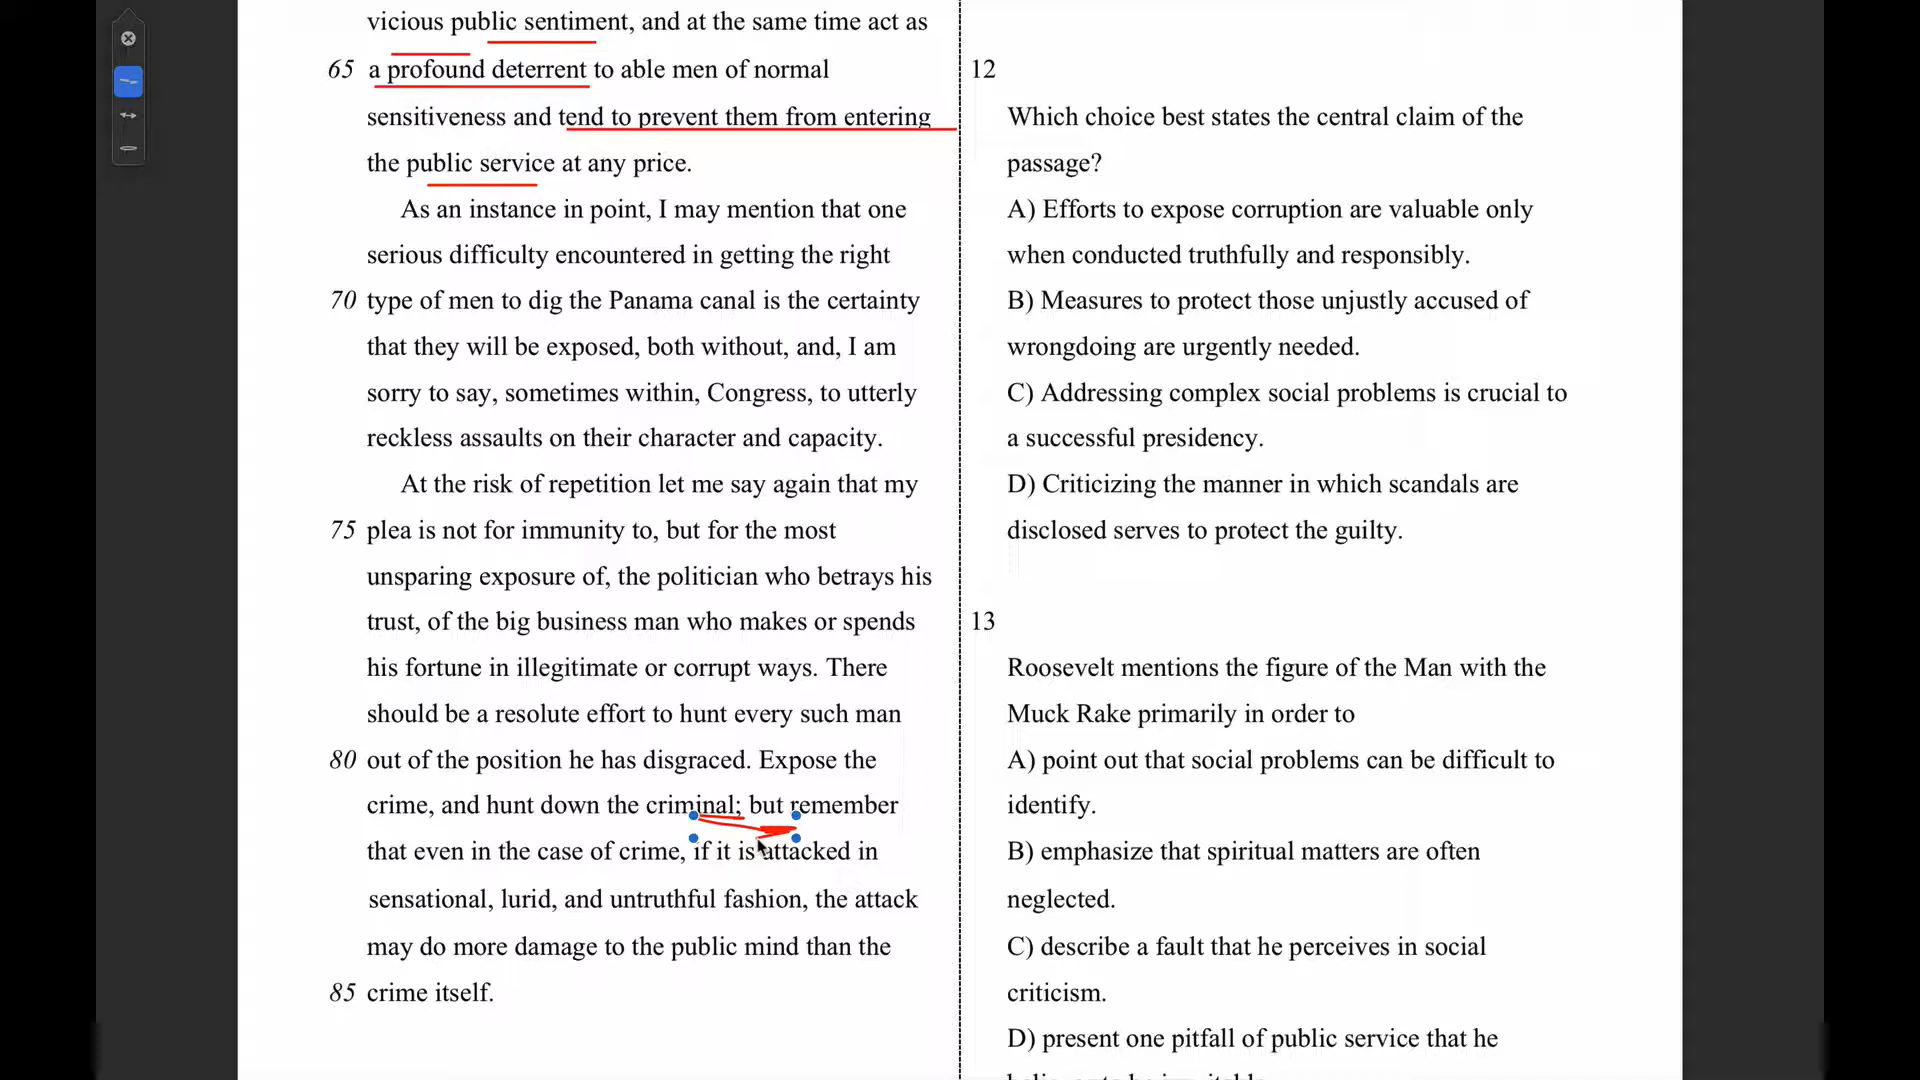 vicious public sentiment, and at the same time act as
65 a profound deterrent to able men of normal
sensitiveness and tend to prevent them from entering
the public service at any price.
As an instance in point, I may mention that one
serious difficulty encountered in getting the right
70 type of men to dig the Panama canal is the certainty
that they will be exposed, both without, and, I am
sorry to say, sometimes within, Congress, to utterly
reckless assaults on their character and capacity.
At the risk of repetition let me say again that my
75 plea is not for immunity to, but for the most
unsparing exposure of, the politician who betrays his
trust, of the big business man who makes or spends
his fortune in illegitimate or corrupt ways. There
should be a resolute effort to hunt every such man
80 out of the position he has disgraced. Expose the
crime, and hunt down the criminal; but remember
that even in the case of crime, if it is attacked in
sensational, lurid, and untruthful fashion, the attack
may do more damage to the public mind than the
85 crime itself.
12
Which choice best states the central claim of the
passage?
A) Efforts to expose corruption are valuable only
when conducted truthfully and responsibly.
B) Measures to protect those unjustly accused of
wrongdoing are urgently needed.
C) Addressing complex social problems is crucial to
a successful presidency.
D) Criticizing the manner in which scandals are
disclosed serves to protect the guilty.
13
Roosevelt mentions the figure of the Man with the
Muck Rake primarily in order to
A) point out that social problems can be difficult to
identify.
B) emphasize that spiritual matters are often
neglected.
C) describe a fault that he perceives in social
criticism.
D) present one pitfall of public service that he